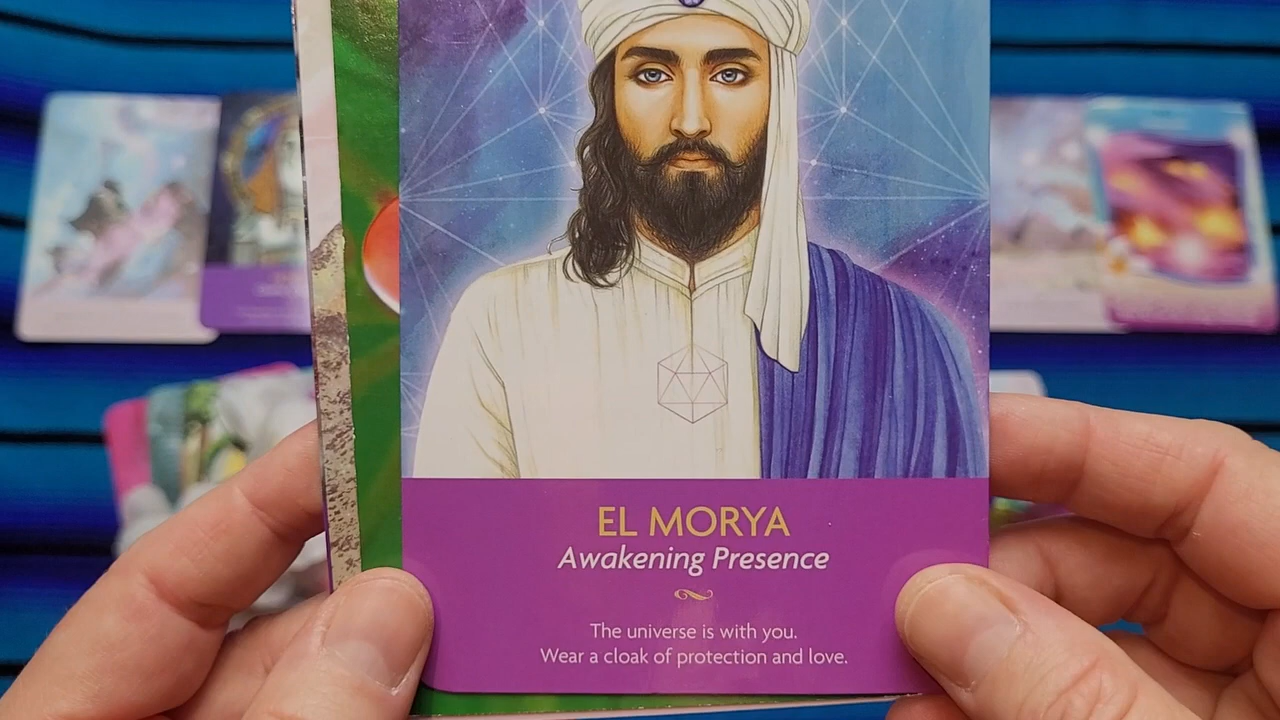 EL MORYA
Awakening Presence
The universe is with you.
Wear a cloak of protection and love.